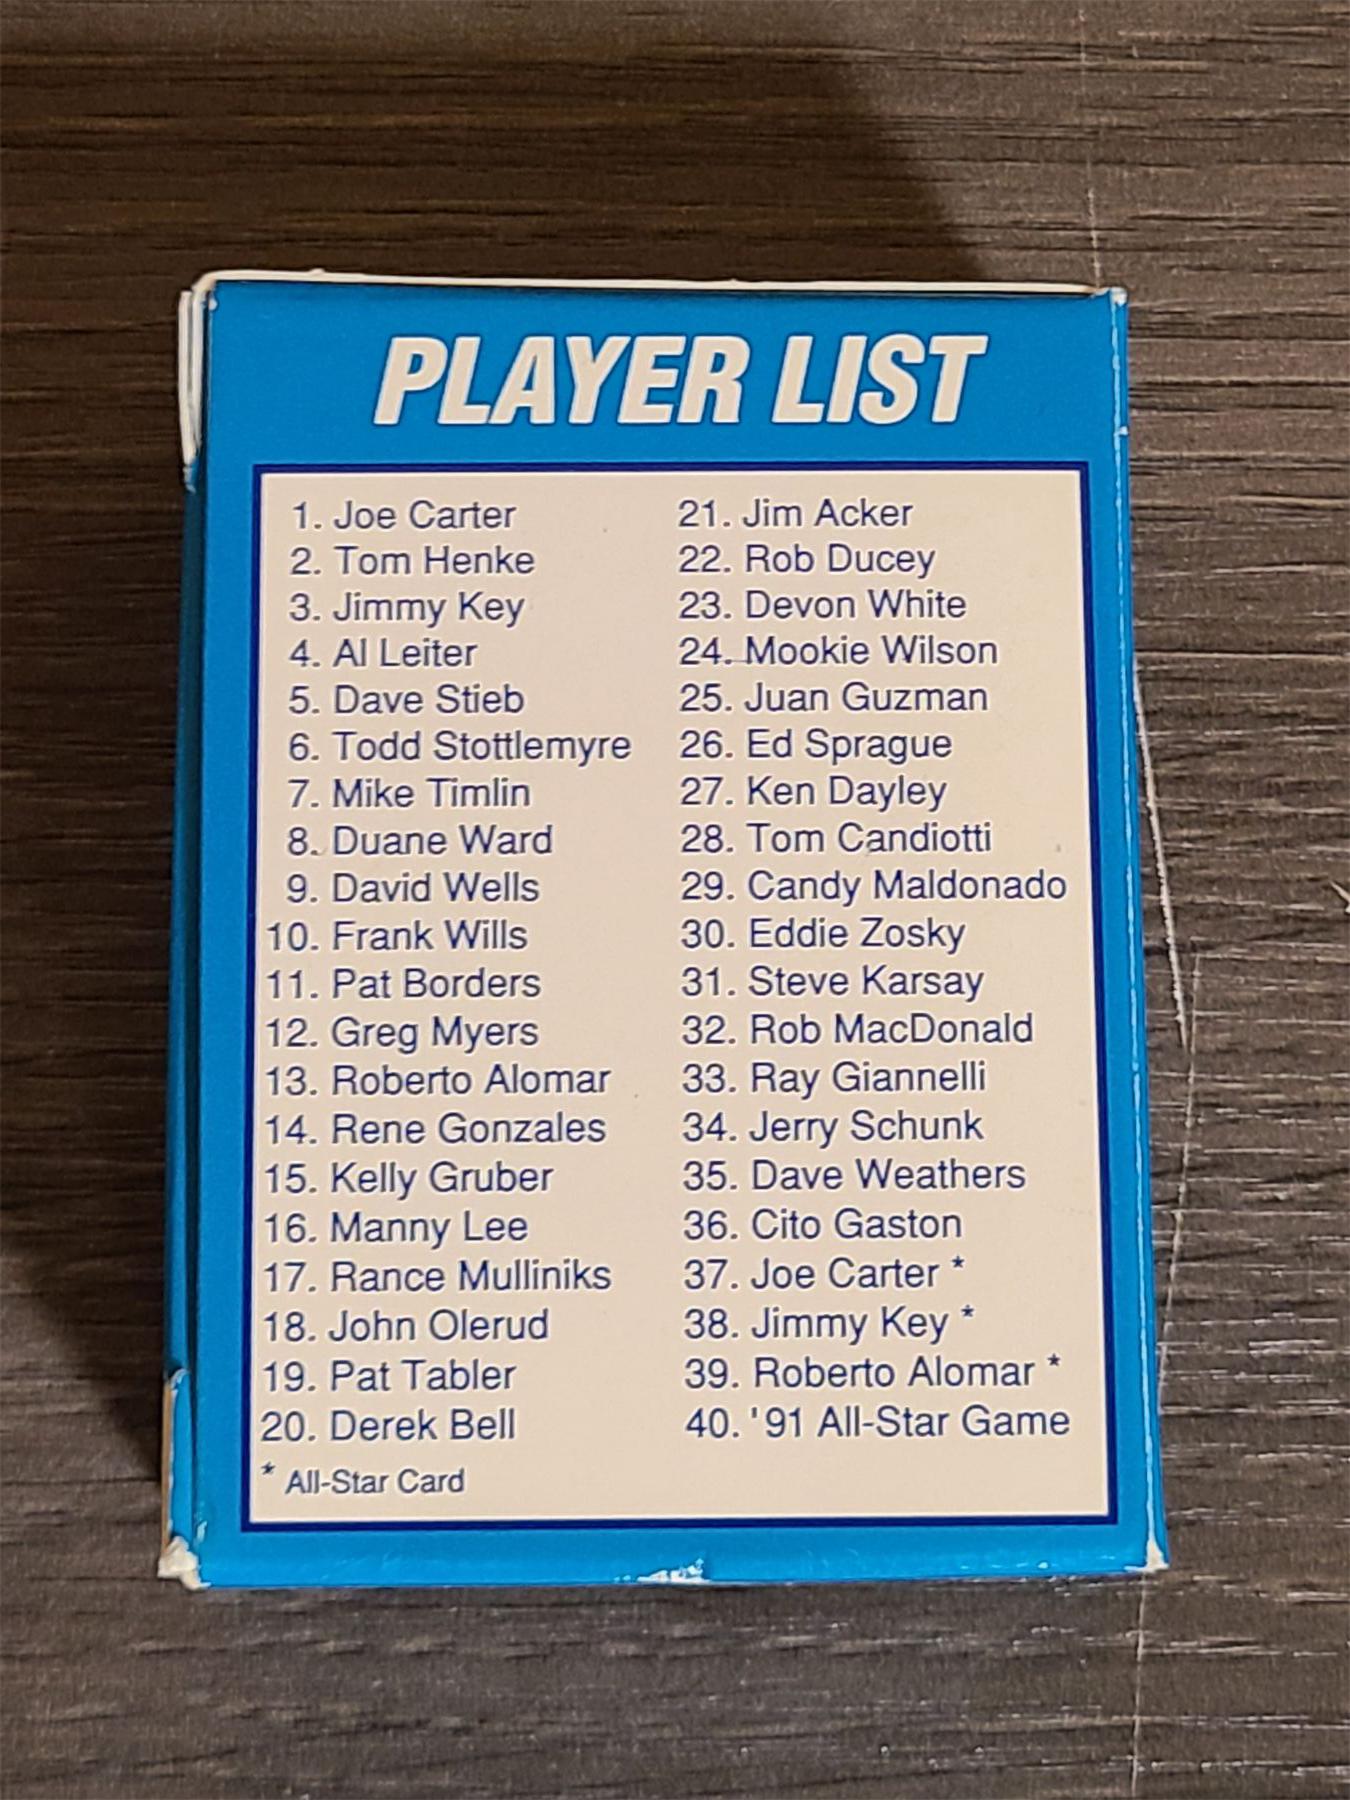 PLAYER LIST
1. Joe Carter
2. Tom Henke
3. Jimmy Key
4. Al Leiter
5. Dave Stieb
6. Todd Stottlemyre
7. Mike Timlin
8. Duane Ward
9. David Wells
10. Frank Wills
11. Pat Borders
12. Greg Myers
13. Roberto Alomar
14. Rene Gonzales
15. Kelly Gruber
16. Manny Lee
17. Rance Mulliniks
18. John Olerud
19. Pat Tabler
20. Derek Bell
* All-Star Card
21. Jim Acker
22. Rob Ducey
23. Devon White
24. Mookie Wilson
25. Juan Guzman
26. Ed Sprague
27. Ken Dayley
28. Tom Candiotti
29. Candy Maldonado
30. Eddie Zosky
31. Steve Karsay
32. Rob MacDonald
33. Ray Giannelli
34. Jerry Schunk
35. Dave Weathers
36. Cito Gaston
37. Joe Carter *
38. Jimmy Key *
39. Roberto Alomar *
40. '91 All-Star Game